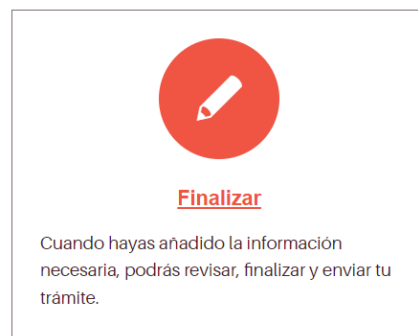 Finalizar
Cuando hayas añadido la información
necesaria, podrás revisar, finalizar y enviar tu
trámite.